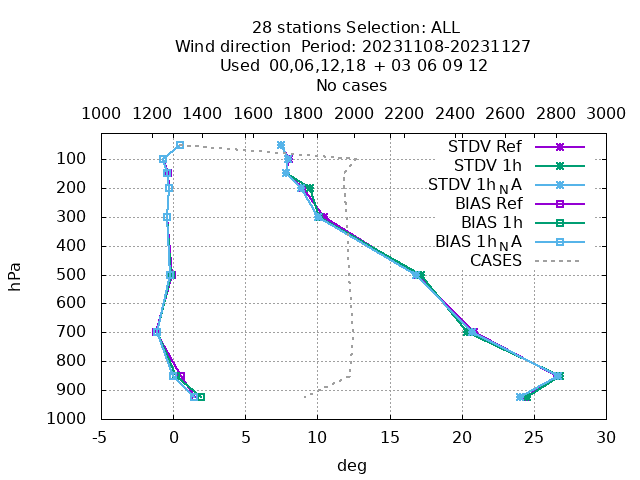 28 stations Selection: ALL
Wind direction  Period: 20231108-20231127
Used  00,06,12,18 + 03 06 09 12
No cases
1000 1200 1400 1600 1800 2000 2200 2400 2600 2800 3000
STDV Ref
STDV 1h
STDV 1h_N A
BIAS Ref
BIAS 1h
BIAS 1h_N A
CASES
100
200
300
400
500
600
700
800
900
1000
hPa
-5 0 5 10 15 20 25 30
deg